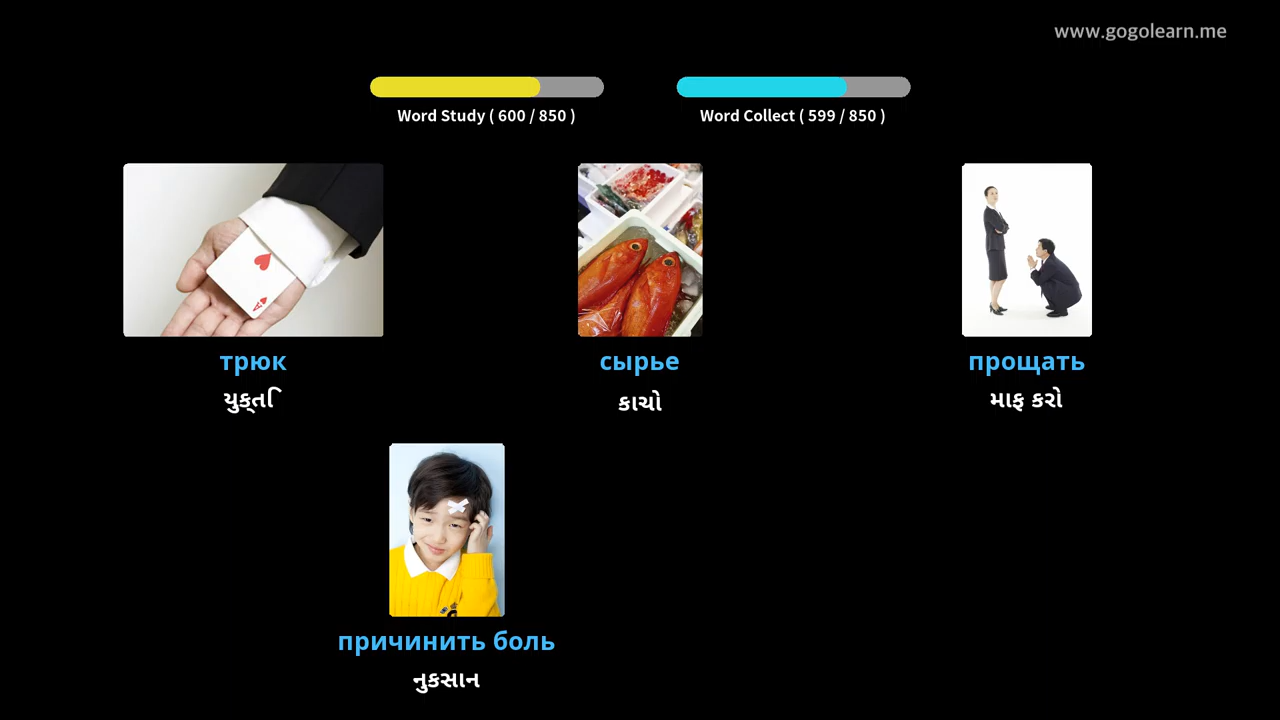 www.gogolearn.me
Word Study ( 600 / 850 )
Word Collect ( 599 / 850 )
трюк
યુક્તિ
сырье
કાચો
прощать
માફ કરો
причинить боль
નુકસાન